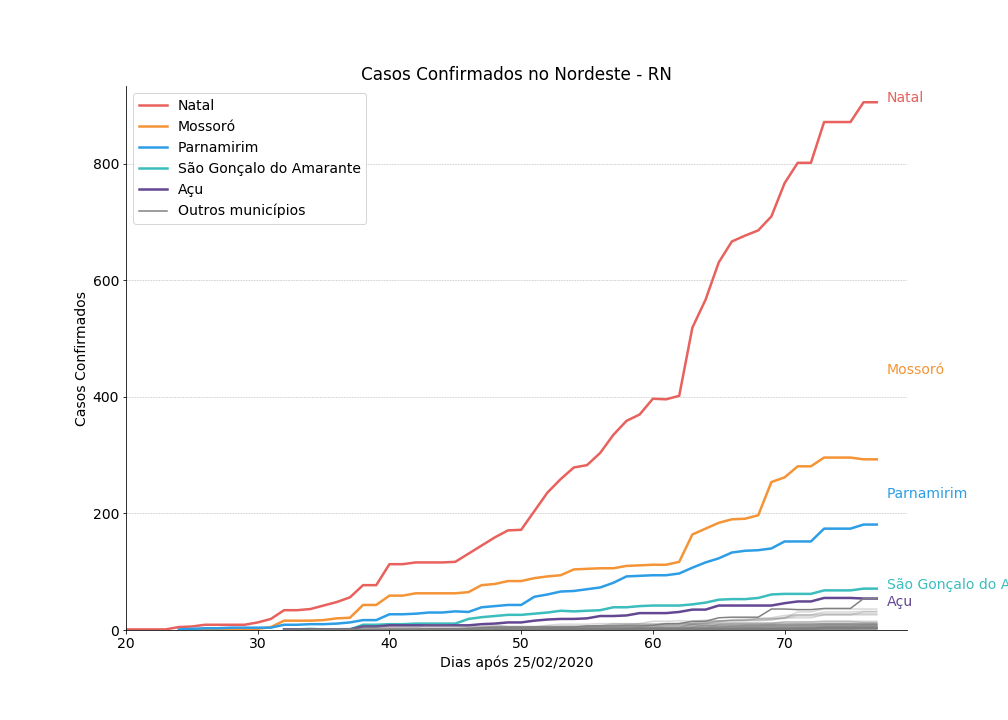 Casos Confirmados no Nordeste - RN
Natal
Mossoró
Parnamirim
São Gonçalo do Amarante
Açu
Outros municípios
Natal
Mossoró
Parnamirim
São Gonçalo do A
Açu
Casos Confirmados
800
600
400
200
0
20 30 40 50 60 70
Dias após 25/02/2020